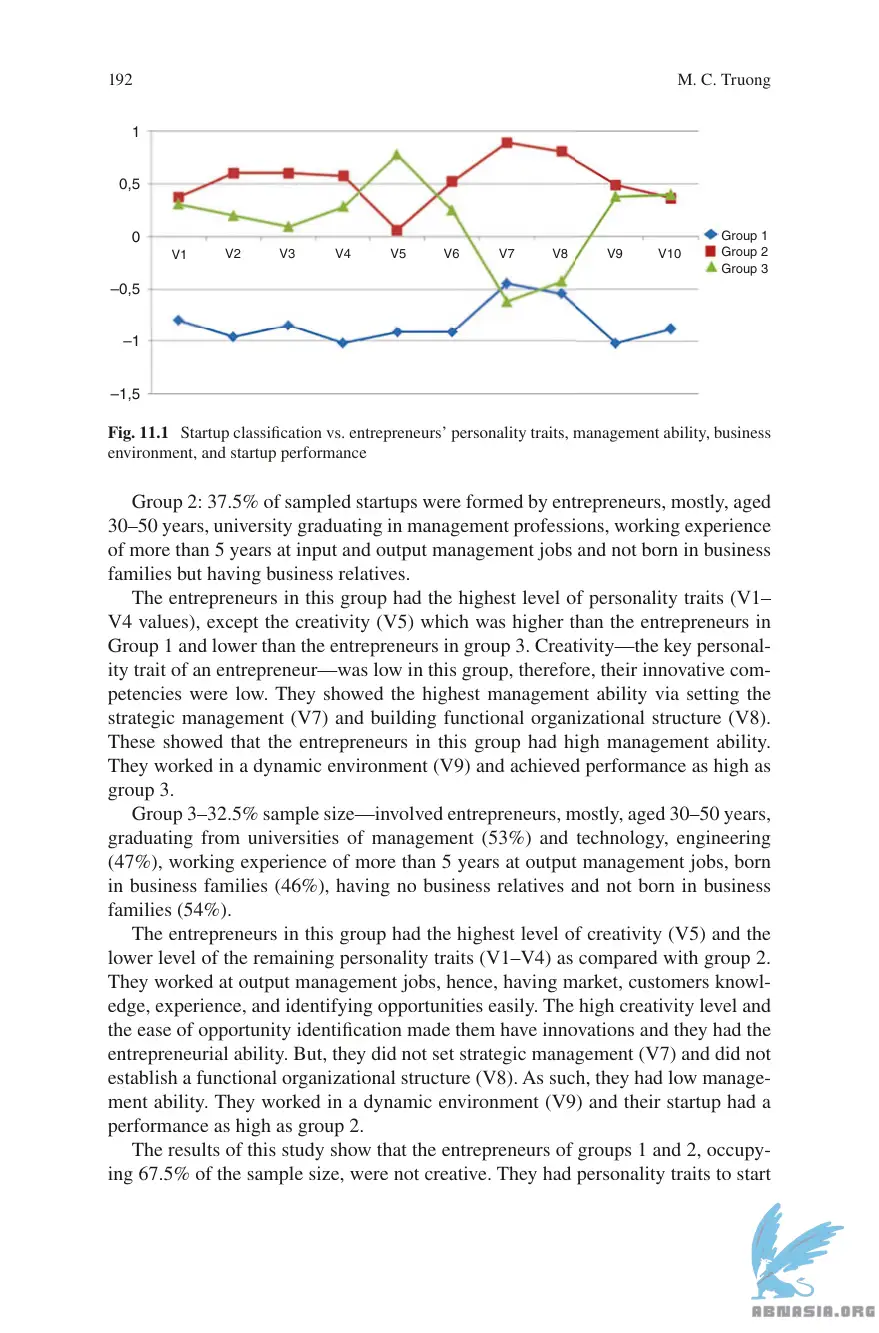 192
M. C. Truong
1
0,5
0
–0,5
–1
–1,5
V1 V2 V3 V4 V5 V6 V7 V8 V9 V10
Group 1
Group 2
Group 3
Fig. 11.1 Startup classification vs. entrepreneurs’ personality traits, management ability, business
environment, and startup performance
Group 2: 37.5% of sampled startups were formed by entrepreneurs, mostly, aged
30–50 years, university graduating in management professions, working experience
of more than 5 years at input and output management jobs and not born in business
families but having business relatives.
The entrepreneurs in this group had the highest level of personality traits (V1–
V4 values), except the creativity (V5) which was higher than the entrepreneurs in
Group 1 and lower than the entrepreneurs in group 3. Creativity—the key personal-
ity trait of an entrepreneur—was low in this group, therefore, their innovative com-
petencies were low. They showed the highest management ability via setting the
strategic management (V7) and building functional organizational structure (V8).
These showed that the entrepreneurs in this group had high management ability.
They worked in a dynamic environment (V9) and achieved performance as high as
group 3.
Group 3–32.5% sample size—involved entrepreneurs, mostly, aged 30–50 years,
graduating from universities of management (53%) and technology, engineering
(47%), working experience of more than 5 years at output management jobs, born
in business families (46%), having no business relatives and not born in business
families (54%).
The entrepreneurs in this group had the highest level of creativity (V5) and the
lower level of the remaining personality traits (V1–V4) as compared with group 2.
They worked at output management jobs, hence, having market, customers knowl-
edge, experience, and identifying opportunities easily. The high creativity level and
the ease of opportunity identification made them have innovations and they had the
entrepreneurial ability. But, they did not set strategic management (V7) and did not
establish a functional organizational structure (V8). As such, they had low manage-
ment ability. They worked in a dynamic environment (V9) and their startup had a
performance as high as group 2.
The results of this study show that the entrepreneurs of groups 1 and 2, occupy-
ing 67.5% of the sample size, were not creative. They had personality traits to start
ABNASIA.ORG